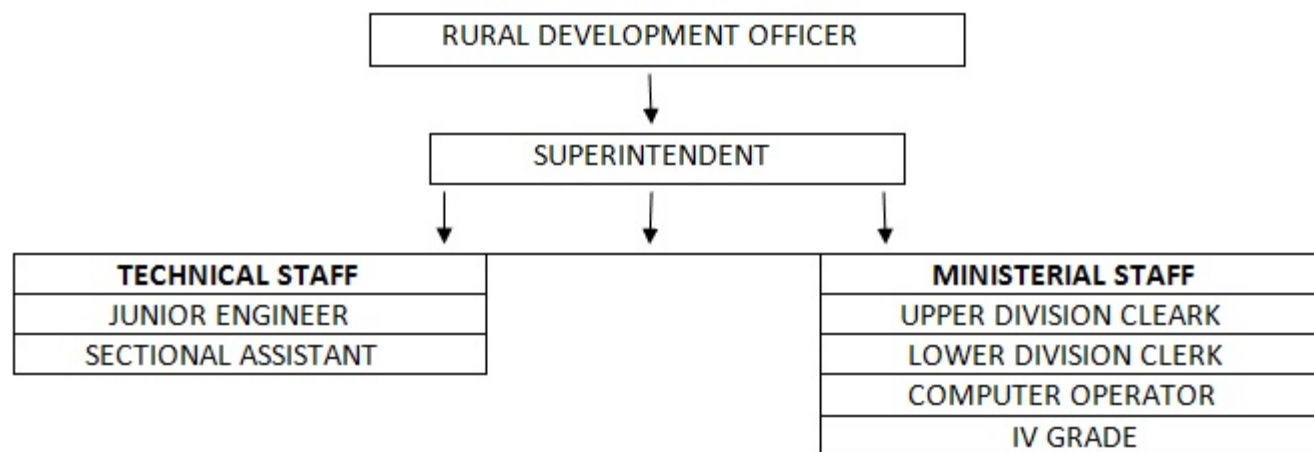 RURAL DEVELOPMENT OFFICER
SUPERINTENDENT
TECHNICAL STAFF
JUNIOR ENGINEER
SECTIONAL ASSISTANT
MINISTERIAL STAFF
UPPER DIVISION CLEARK
LOWER DIVISION CLERK
COMPUTER OPERATOR
IV GRADE